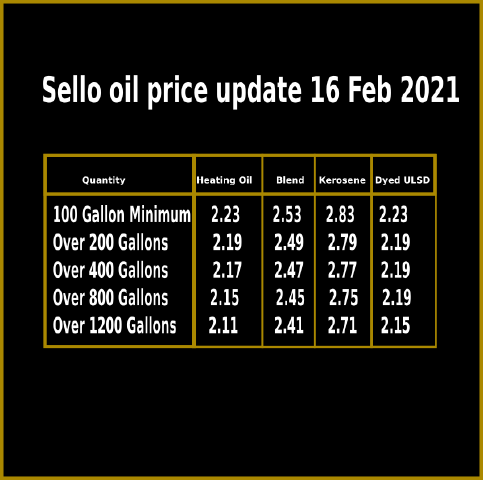 Sello oil price update 16 Feb 2021
Quantity Heating Oil Blend Kerosene Dyed ULSD
100 Gallon Minimum 2.23 2.53 2.83 2.23
Over 200 Gallons 2.19 2.49 2.79 2.19
Over 400 Gallons 2.17 2.47 2.77 2.19
Over 800 Gallons 2.15 2.45 2.75 2.19
Over 1200 Gallons 2.11 2.41 2.71 2.15